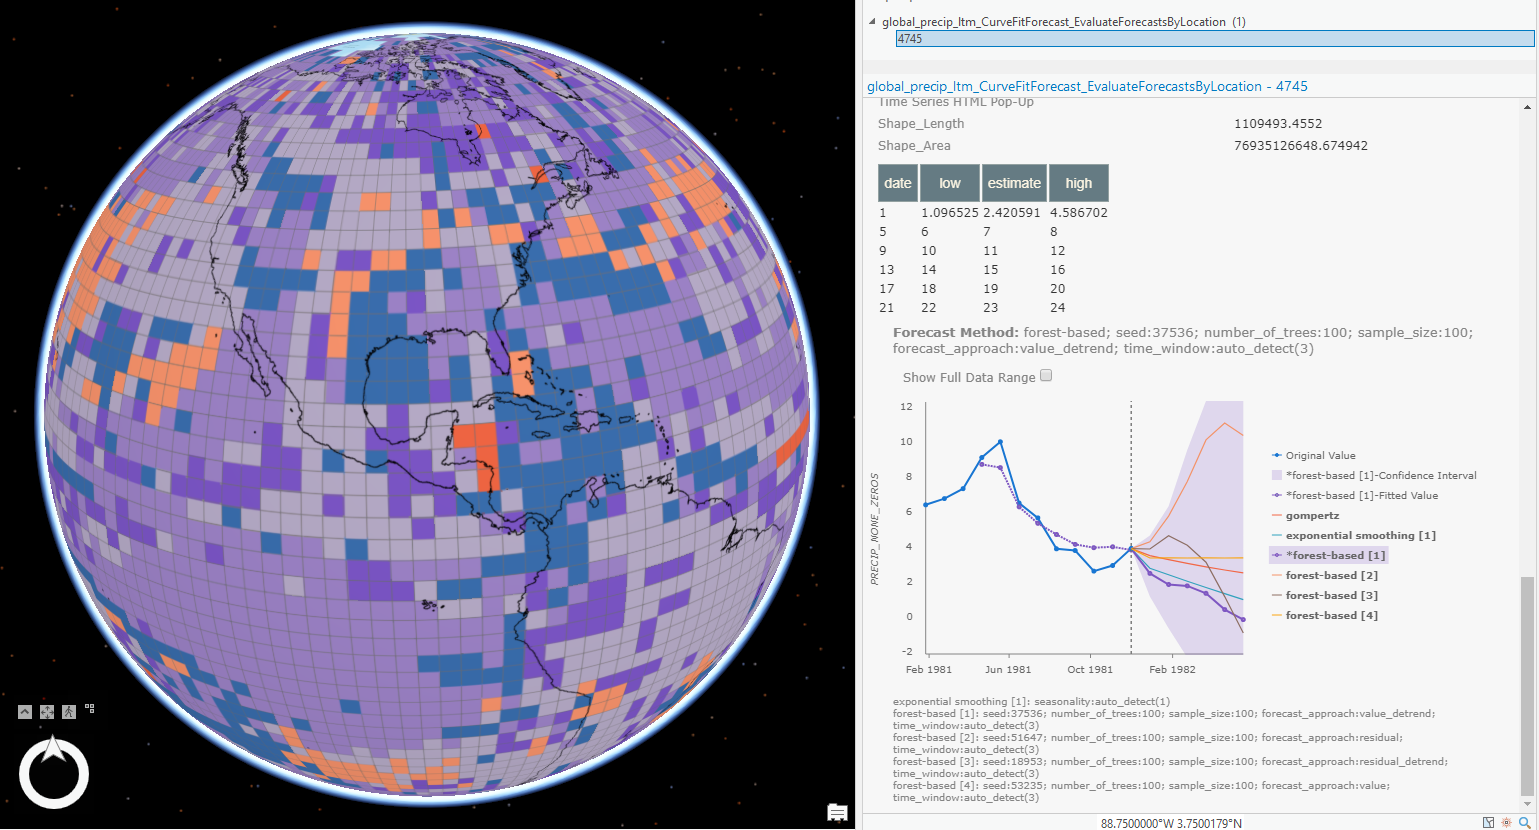 global_precip_ltm_CurveFitForecast_EvaluateForecastsByLocation (1)
4745
global_precip_ltm_CurveFitForecast_EvaluateForecastsByLocation - 4745
Time Series HTML Pop-Up
Shape_Length 1109493.4552
Shape_Area 76935126648.674942
date low estimate high
1 1.096525 2.420591 4.586702
5 6 7 8
9 10 11 12
13 14 15 16
17 18 19 20
21 22 23 24
Forecast Method: forest-based; seed:37536; number_of_trees:100; sample_size:100;
forecast_approach:value_detrend; time_window:auto_detect(3)
Show Full Data Range
12
10
8
6
4
2
0
-2
PRECIP_NONE_ZEROS
Feb 1981 Jun 1981 Oct 1981 Feb 1982
Original Value
*forest-based [1]-Confidence Interval
*forest-based [1]-Fitted Value
gompertz
exponential smoothing [1]
*forest-based [1]
forest-based [2]
forest-based [3]
forest-based [4]
exponential smoothing [1]: seasonality:auto_detect(1)
forest-based [1]: seed:37536; number_of_trees:100; sample_size:100; forecast_approach:value_detrend;
time_window:auto_detect(3)
forest-based [2]: seed:51647; number_of_trees:100; sample_size:100; forecast_approach:residual;
time_window:auto_detect(3)
forest-based [3]: seed:18953; number_of_trees:100; sample_size:100; forecast_approach:residual_detrend;
time_window:auto_detect(3)
forest-based [4]: seed:53235; number_of_trees:100; sample_size:100; forecast_approach:value;
time_window:auto_detect(3)
88.7500000°W 3.7500179°N